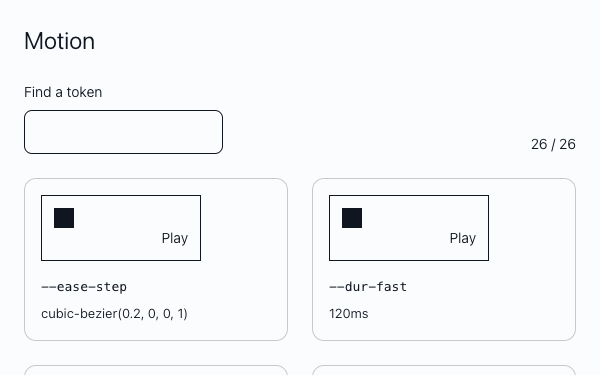 Motion
Find a token
26 / 26
Play
Play
--ease-step
--dur-fast
cubic-bezier(0.2, 0, 0, 1)
120ms